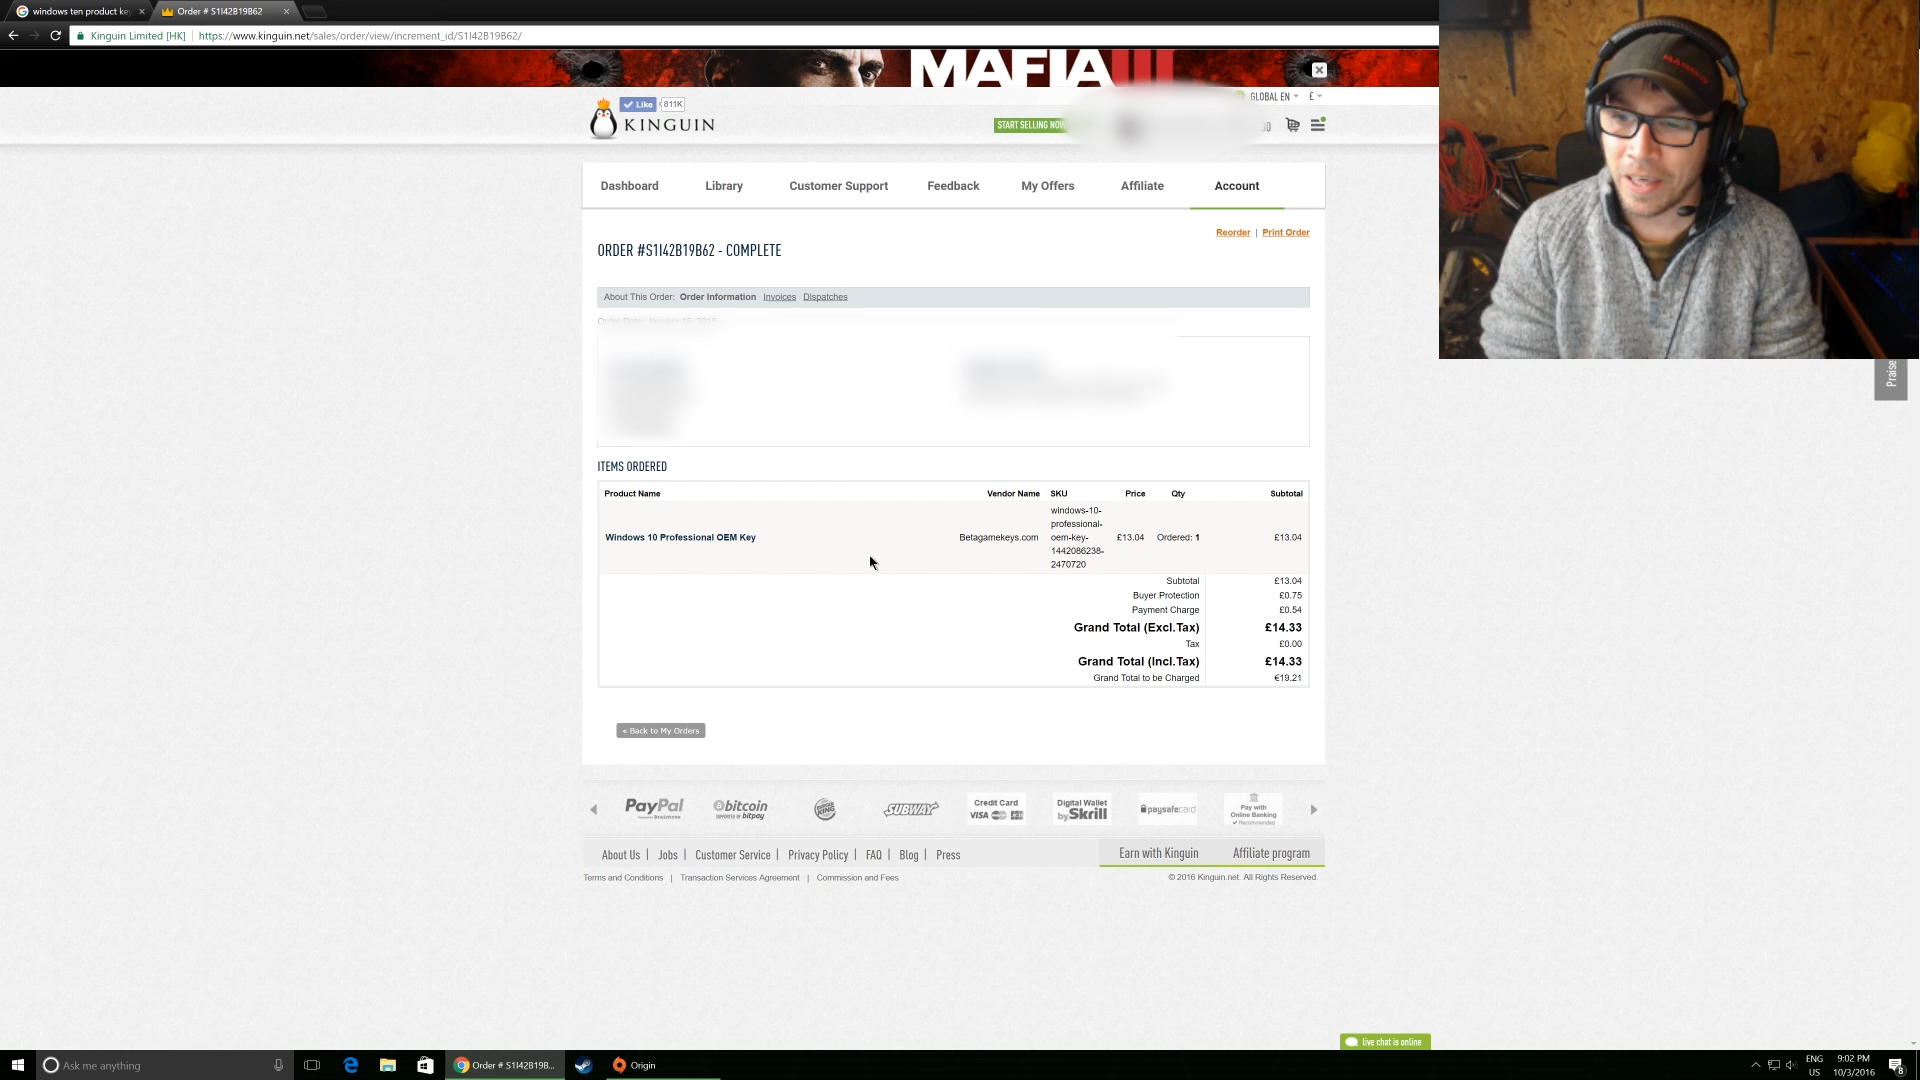 windows ten product ke
Order # S1I42B19B62
Kinguin Limited [HK]
https://www.kinguin.net/sales/order/view/increment_id/S1I42B19B62/
MAFIA III
Like
811K
GLOBAL EN
£
KINGUIN
START SELLING NOW
Dashboard
Library
Customer Support
Feedback
My Offers
Affiliate
Account
Reorder | Print Order
ORDER #S1I42B19B62 - COMPLETE
About This Order: Order Information Invoices Dispatches
Praise
ITEMS ORDERED
Product Name Vendor Name SKU Price Qty Subtotal
windows-10-
professional-
Windows 10 Professional OEM Key Betagamekeys.com oem-key- £13.04 Ordered: 1 £13.04
1442086238-
2470720
Subtotal £13.04
Buyer Protection £0.75
Payment Charge £0.54
Grand Total (Excl.Tax) £14.33
Tax £0.00
Grand Total (Incl.Tax) £14.33
Grand Total to be Charged €19.21
« Back to My Orders
PayPal
bitcoin
SUPPORTED BY bitpay
BURGER KING
SUBWAY
Credit Card
VISA
Digital Wallet
by Skrill
paysafecard
Pay with
Online Banking
Recommended
About Us | Jobs | Customer Service | Privacy Policy | FAQ | Blog | Press
Earn with Kinguin Affiliate program
Terms and Conditions | Transaction Services Agreement | Commission and Fees
© 2016 Kinguin.net. All Rights Reserved.
live chat is online
Ask me anything
Order # S1I42B19B...
Origin
ENG
US
9:02 PM
10/3/2016
8